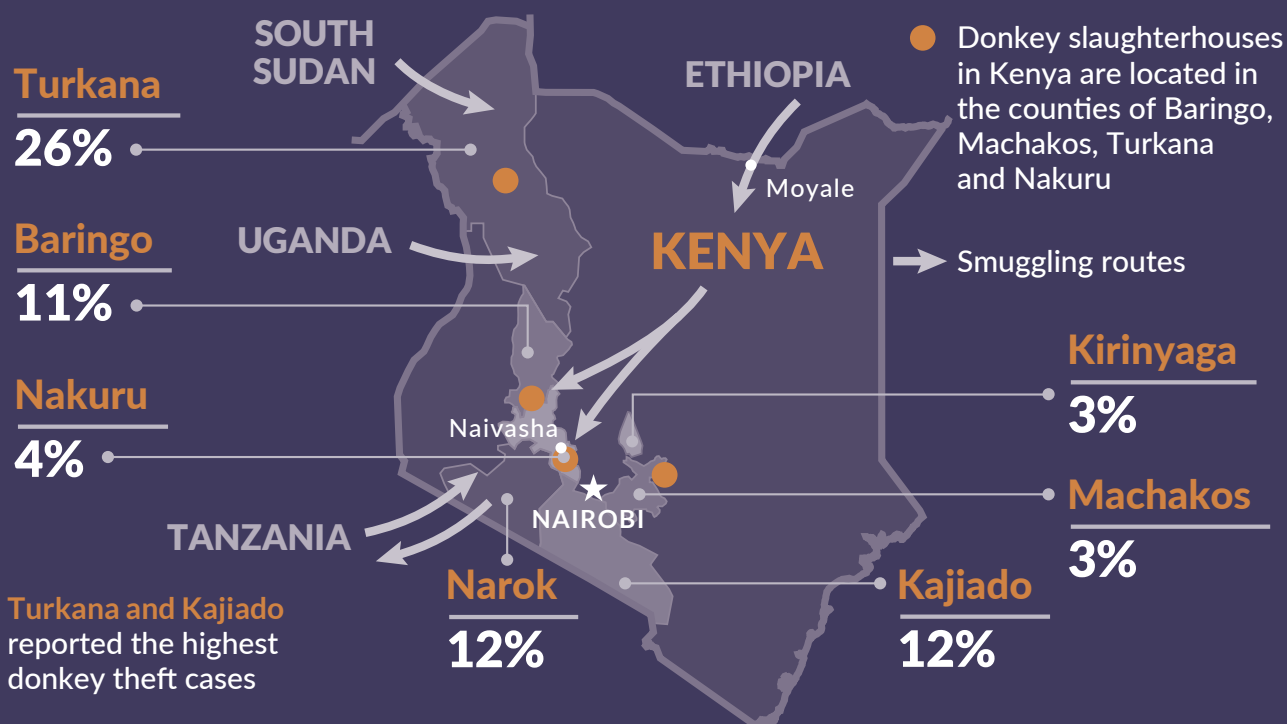 SOUTH
SUDAN
ETHIOPIA
Donkey slaughterhouses
in Kenya are located in
the counties of Baringo,
Machakos, Turkana
and Nakuru
Turkana
26%
Moyale
Baringo
11%
UGANDA
KENYA
Smuggling routes
Nakuru
4%
Naivasha
Kirinyaga
3%
Machakos
3%
NAIROBI
TANZANIA
Narok
12%
Kajiado
12%
Turkana and Kajiado
reported the highest
donkey theft cases